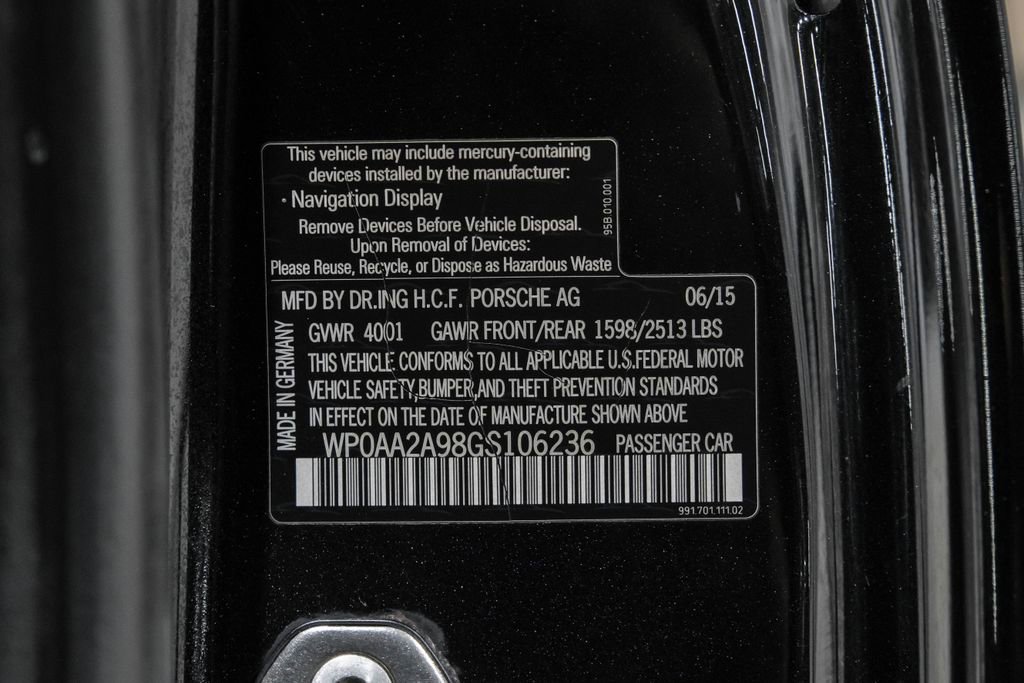 This vehicle may include mercury-containing
devices installed by the manufacturer:
· Navigation Display
Remove Devices Before Vehicle Disposal.
Upon Removal of Devices:
Please Reuse, Recycle, or Dispose as Hazardous Waste
95B.010.001
MFD BY DR.ING H.C.F. PORSCHE AG 06/15
GVWR 4001 GAWR FRONT/REAR 1598/2513 LBS
THIS VEHICLE CONFORMS TO ALL APPLICABLE U.S.FEDERAL MOTOR
VEHICLE SAFETY,BUMPER,AND THEFT PREVENTION STANDARDS
IN EFFECT ON THE DATE OF MANUFACTURE SHOWN ABOVE
MADE IN GERMANY
WP0AA2A98GS106236 PASSENGER CAR
991.701.111.02